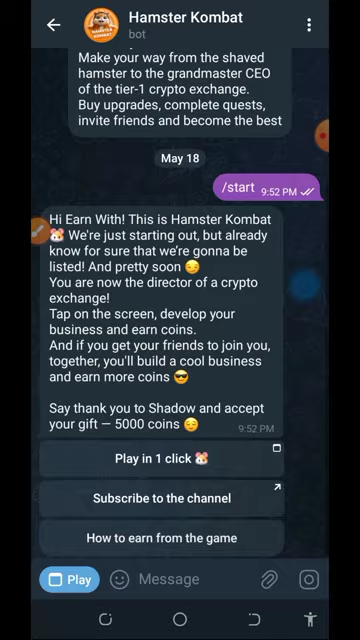 Hamster Kombat
bot
HAMSTER
KOMBAT
Make your way from the shaved
hamster to the grandmaster CEO
of the tier-1 crypto exchange.
Buy upgrades, complete quests,
invite friends and become the best
May 18
/start 9:52 PM
Hi Earn With! This is Hamster Kombat
🐹 We're just starting out, but already
know for sure that we're gonna be
listed! And pretty soon 😏
You are now the director of a crypto
exchange!
Tap on the screen, develop your
business and earn coins.
And if you get your friends to join you,
together, you'll build a cool business
and earn more coins 😎
Say thank you to Shadow and accept
your gift — 5000 coins 😌
9:52 PM
Play in 1 click 🐹
Subscribe to the channel
How to earn from the game
Play
Message